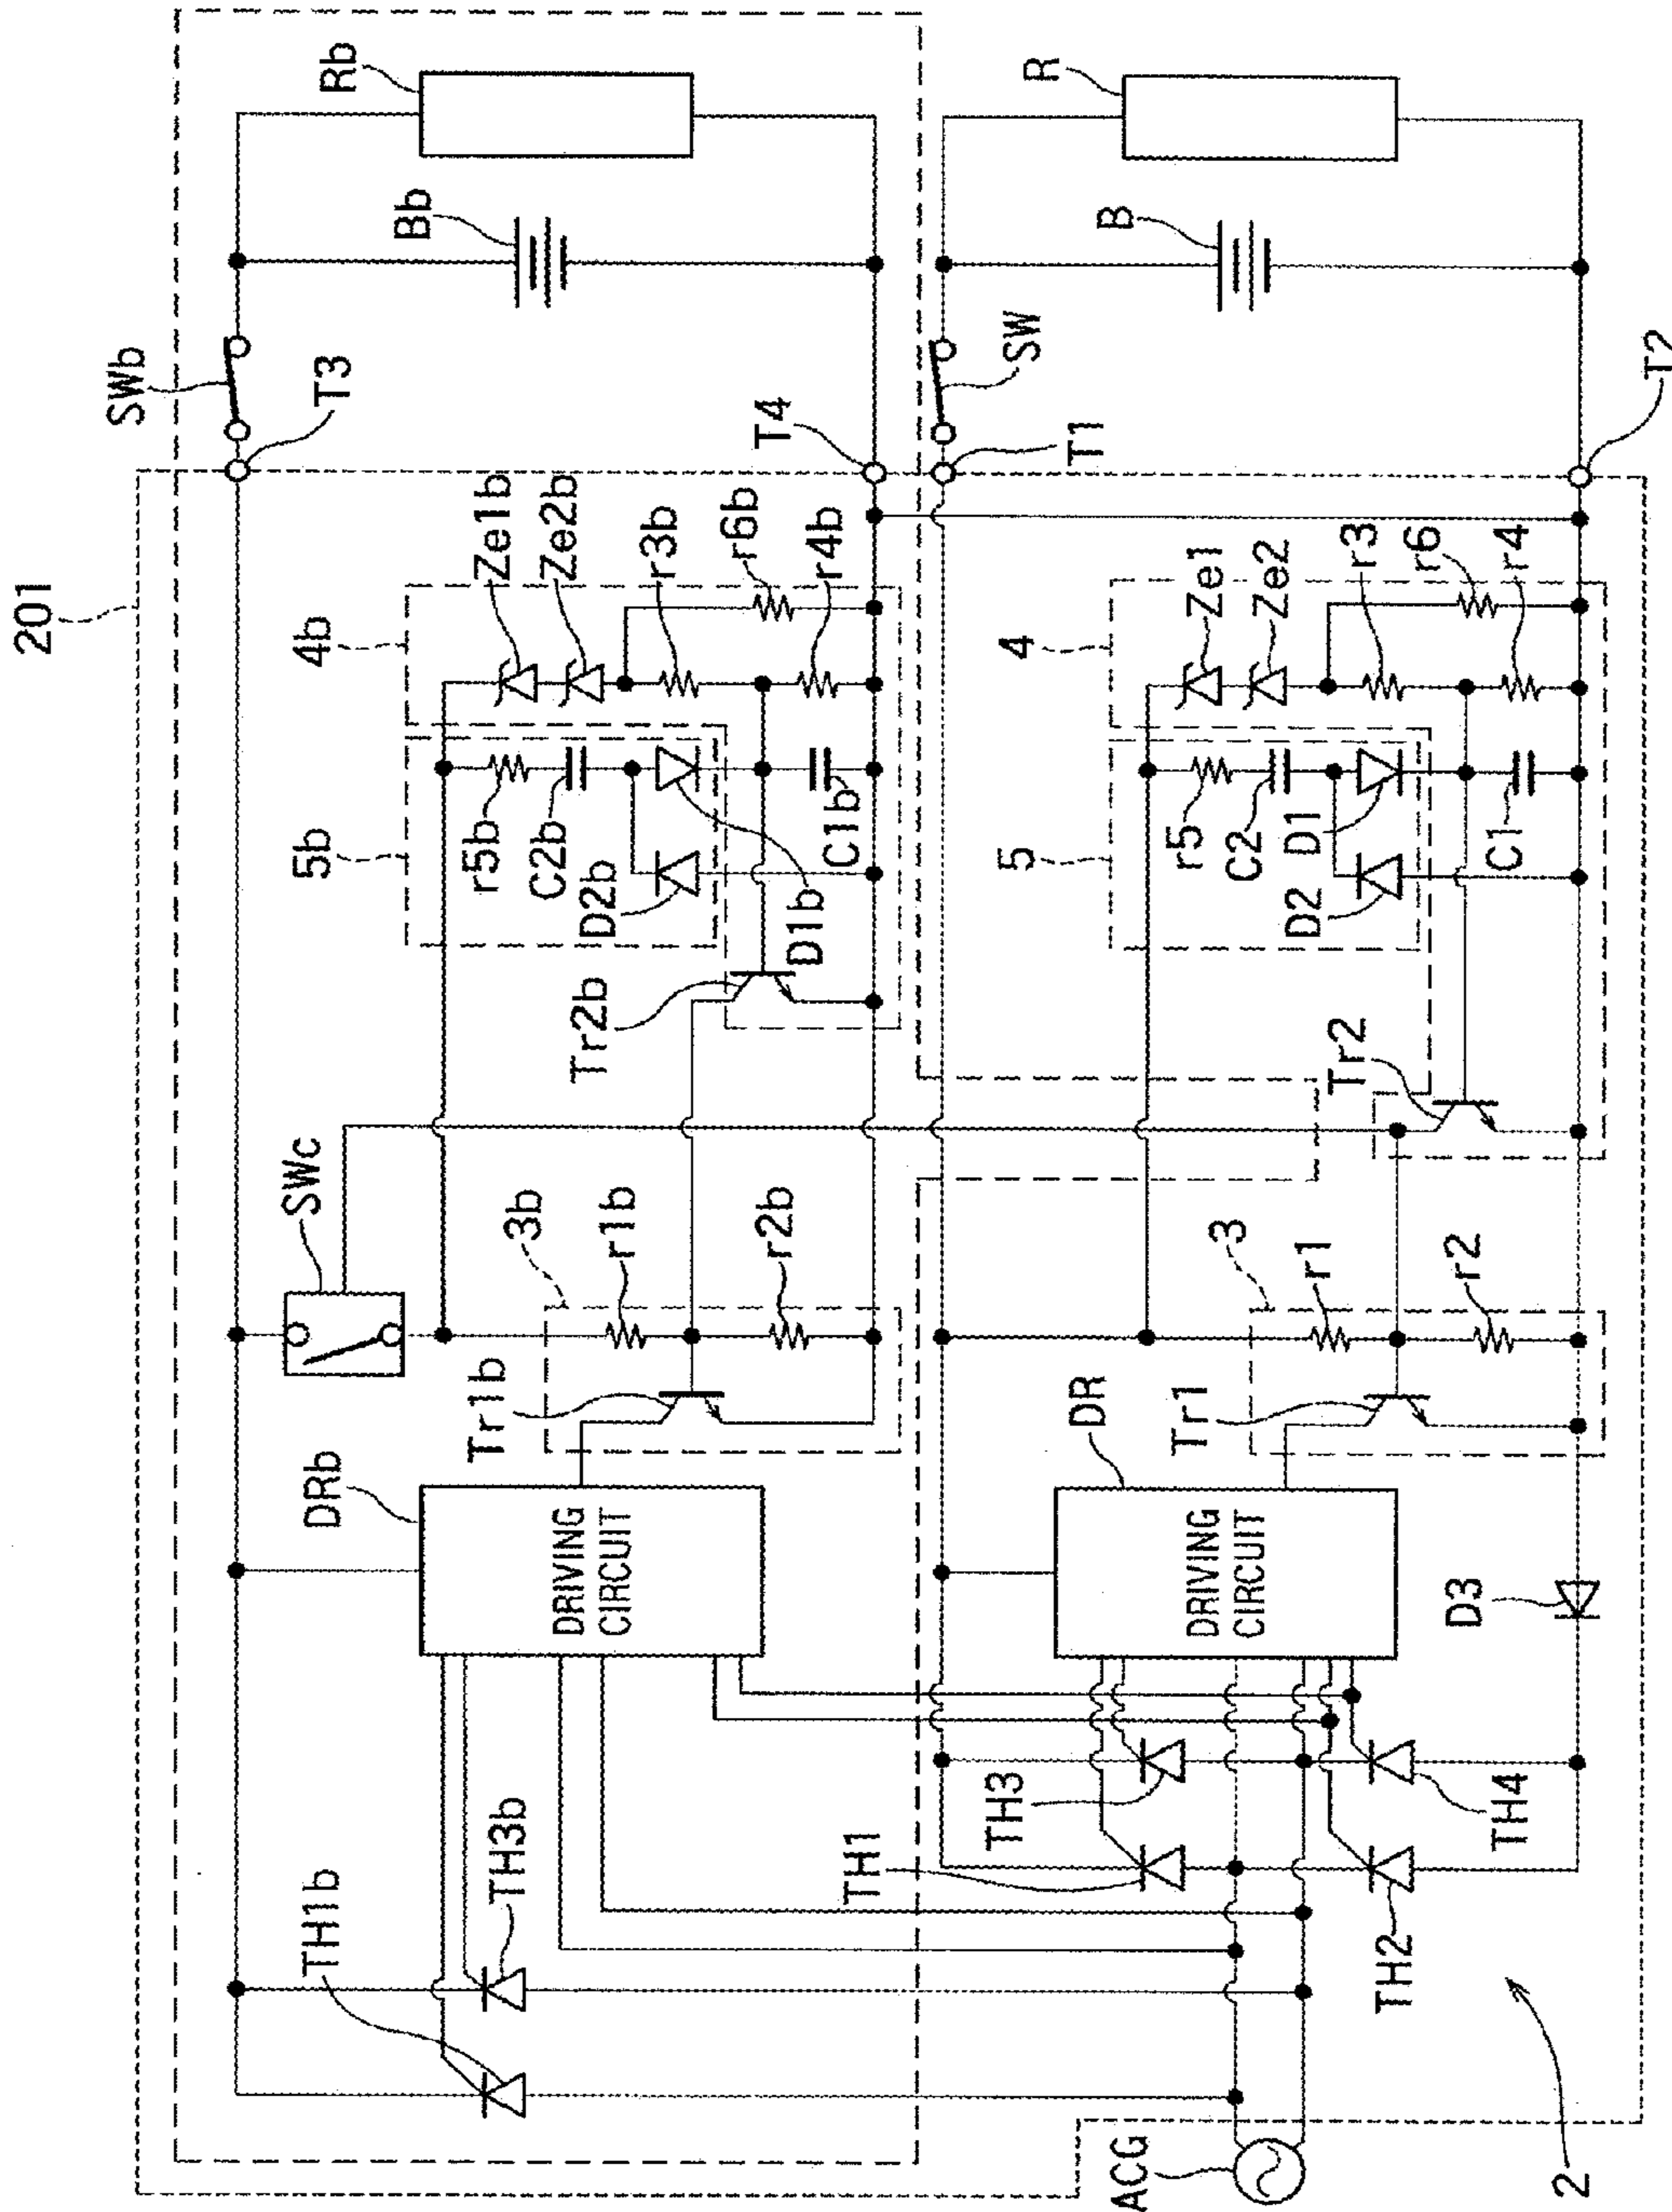 201
SWb
T3
Rb
Bb
T4
T1
SW
R
B
T2
4b
Ze1b
Ze2b
r3b
r6b
r4b
5b
r5b
C2b
D2b
D1b
C1b
Tr2b
SWc
3b
r1b
r2b
Tr1b
DRb
DRIVING
CIRCUIT
TH3b
TH1b
4
Ze1
Ze2
r3
r6
r4
5
r5
C2
D1
D2
C1
Tr2
3
r1
r2
Tr1
DR
DRIVING
CIRCUIT
D3
TH3
TH1
TH4
TH2
ACG
2